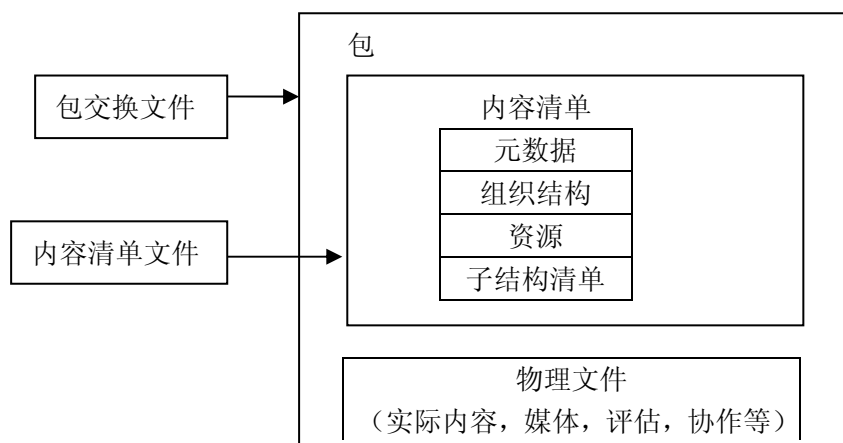 包
包交换文件
内容清单
元数据
组织结构
资源
内容清单文件
子结构清单
物理文件
（实际内容，媒体，评估，协作等）